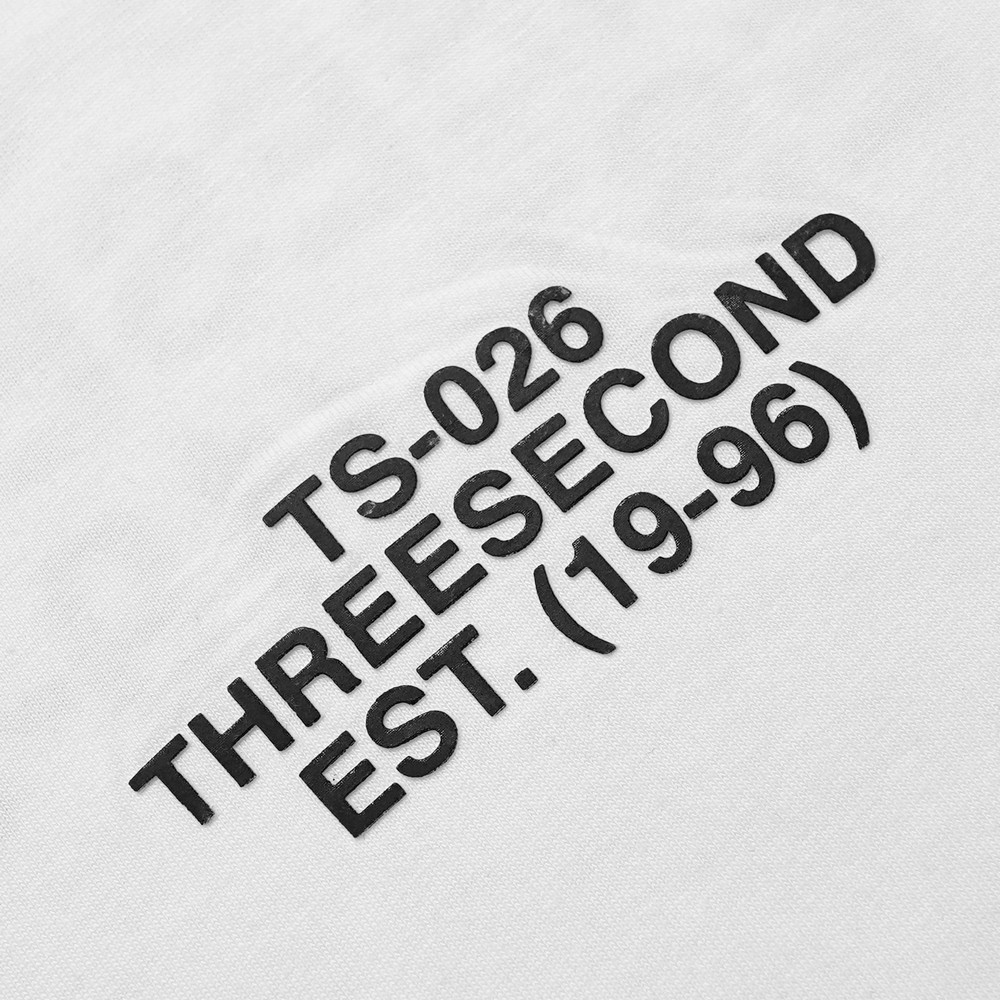 TS-026
THREESECOND
EST. (19-96)